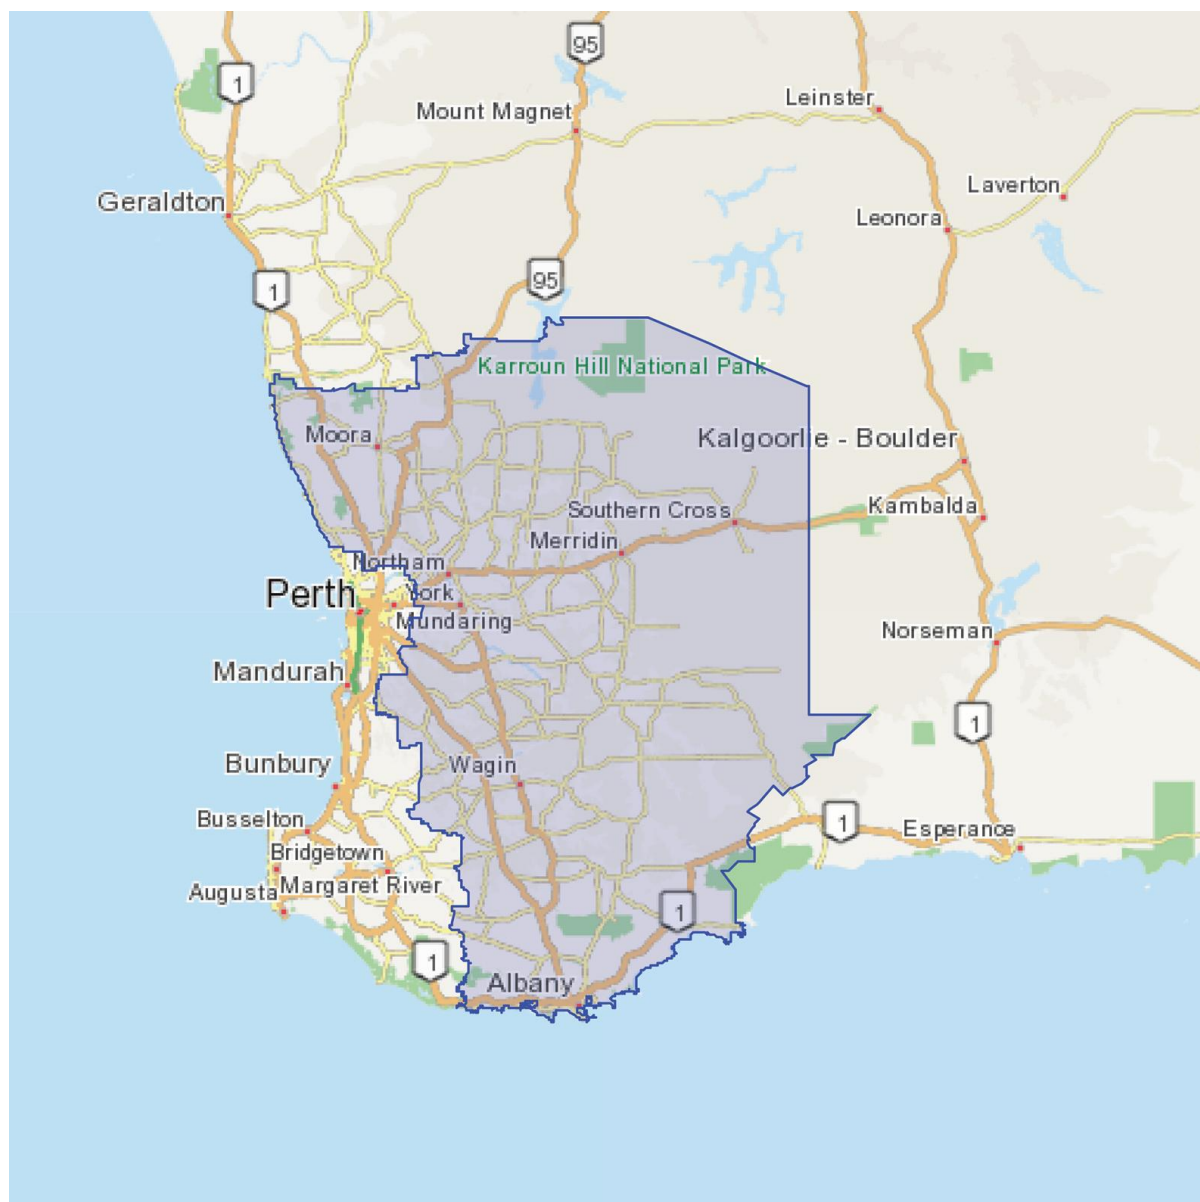 95
1
Leinster
Mount Magnet
Laverton
Geraldton
Leonora
95
1
Karroun Hill National Park
Moora
Kalgoorlie - Boulder
Southern Cross
Kambalda
Merridin
Northam
Perth
York
Mundaring
Norseman
Mandurah
1
Bunbury
Wagin
Busselton
1
Esperance
Bridgetown
Augusta
Margaret River
1
1
Albany